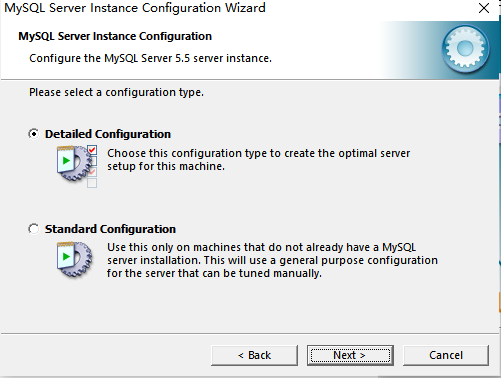 MySQL Server Instance Configuration Wizard
MySQL Server Instance Configuration
Configure the MySQL Server 5.5 server instance.
Please select a configuration type.
Detailed Configuration
Choose this configuration type to create the optimal server
setup for this machine.
Standard Configuration
Use this only on machines that do not already have a MySQL
server installation. This will use a general purpose configuration
for the server that can be tuned manually.
< Back
Next >
Cancel